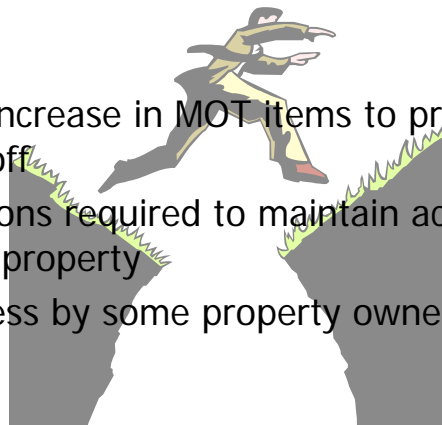 ncrease in MOT items to pr
off
ons required to maintain ac
property
ess by some property owne